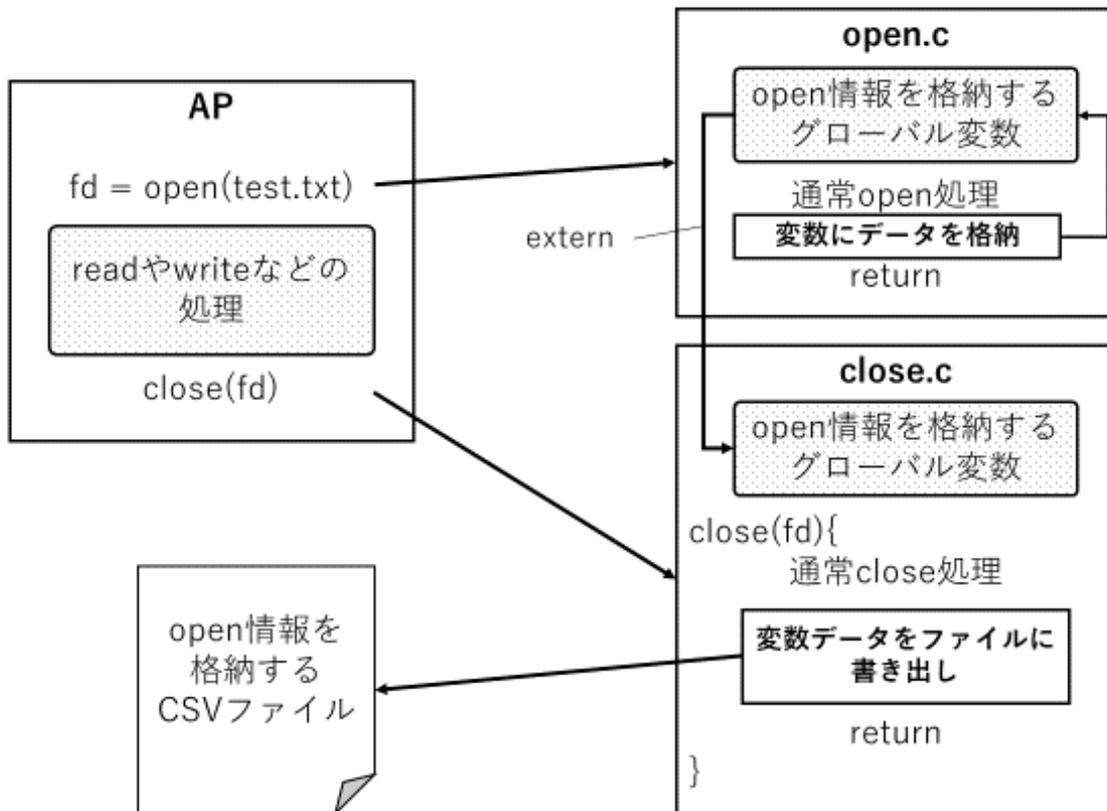 AP
fd = open(test.txt)
readやwriteなどの
処理
close(fd)
open.c
open情報を格納する
グローバル変数
通常open処理
変数にデータを格納
return
extern
close.c
open情報を格納する
グローバル変数
close(fd){
通常close処理
変数データをファイルに
書き出し
return
}
open情報を
格納する
CSVファイル